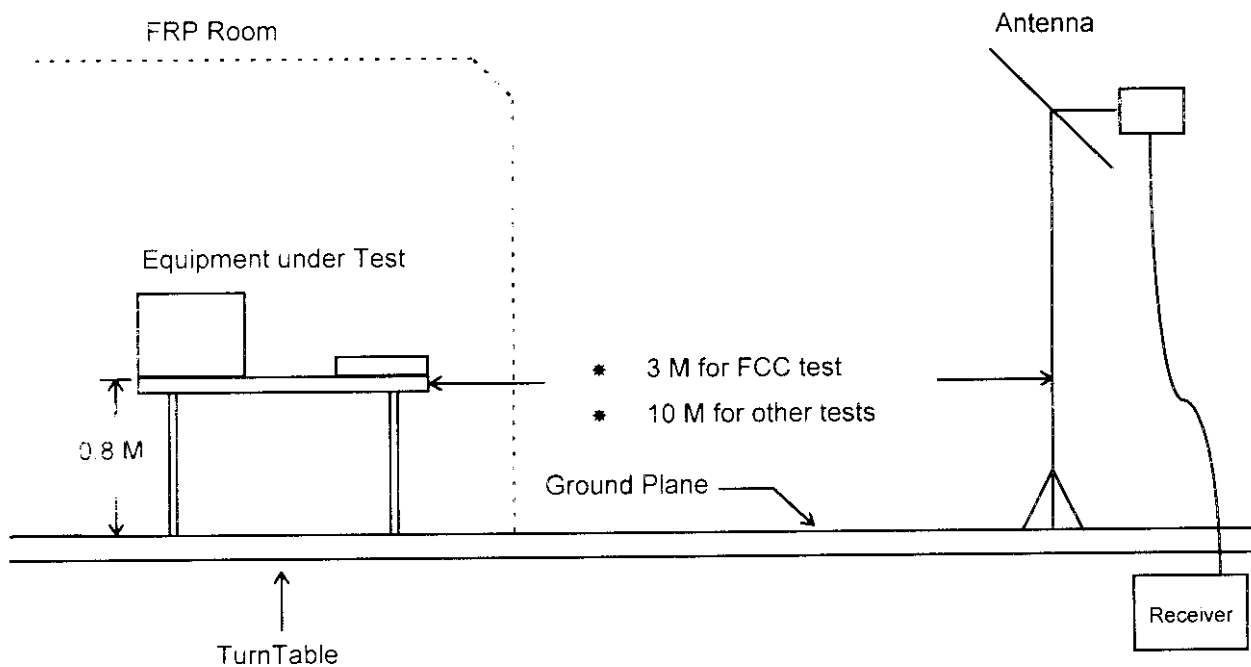 FRP Room
Antenna
Equipment under Test
* 3 M for FCC test
* 10 M for other tests
0.8 M
Ground Plane
Receiver
TurnTable